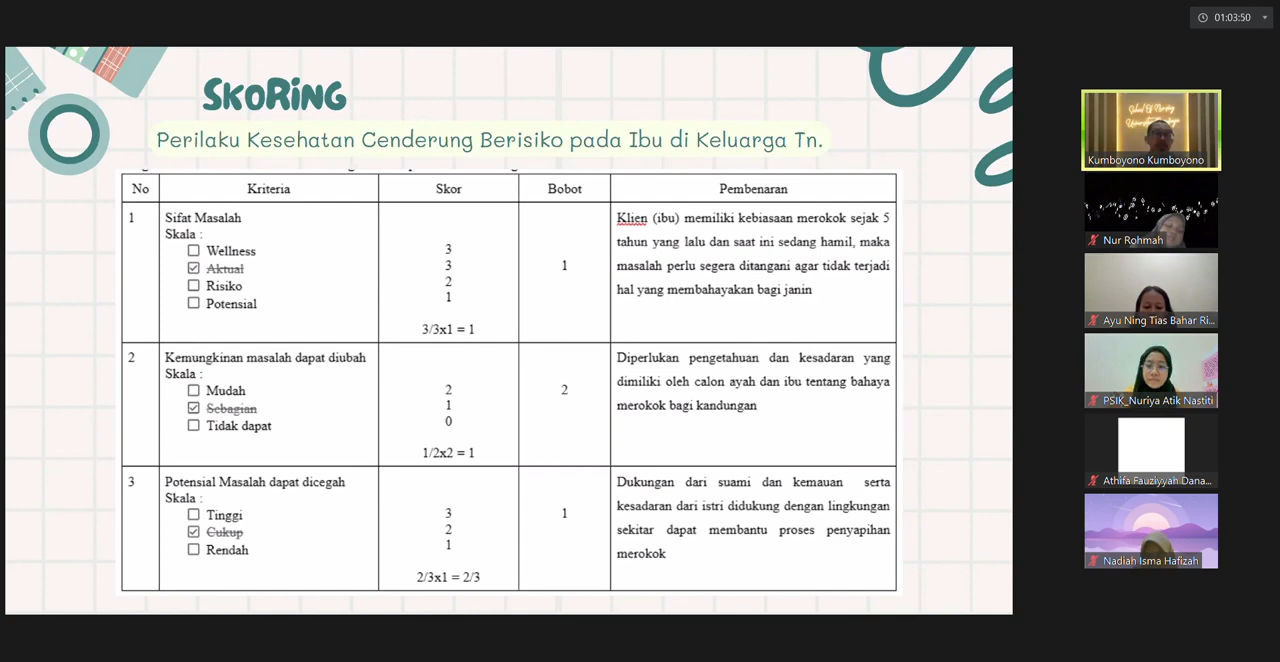 01:03:50
SKORING
Perilaku Kesehatan Cenderung Berisiko pada Ibu di Keluarga Tn.
No Kriteria Skor Bobot Pembenaran
1 Sifat Masalah
Skala :
Wellness 3
Aktual 3
Risiko 2
Potensial 1
3/3x1 = 1
1
Klien (ibu) memiliki kebiasaan merokok sejak 5
tahun yang lalu dan saat ini sedang hamil, maka
masalah perlu segera ditangani agar tidak terjadi
hal yang membahayakan bagi janin
2 Kemungkinan masalah dapat diubah
Skala :
Mudah 2
Sebagian 1
Tidak dapat 0
1/2x2 = 1
2
Diperlukan pengetahuan dan kesadaran yang
dimiliki oleh calon ayah dan ibu tentang bahaya
merokok bagi kandungan
3 Potensial Masalah dapat dicegah
Skala :
Tinggi 3
Cukup 2
Rendah 1
2/3x1 = 2/3
1
Dukungan dari suami dan kemauan serta
kesadaran dari istri didukung dengan lingkungan
sekitar dapat membantu proses penyapihan
merokok
School Of Nursing
Kumboyono Kumboyono
Nur Rohmah
Ayu Ning Tias Bahar Ri...
PSIK_Nuriya Atik Nastiti
Athifa Fauziyyah Dana...
Nadiah Isma Hafizah